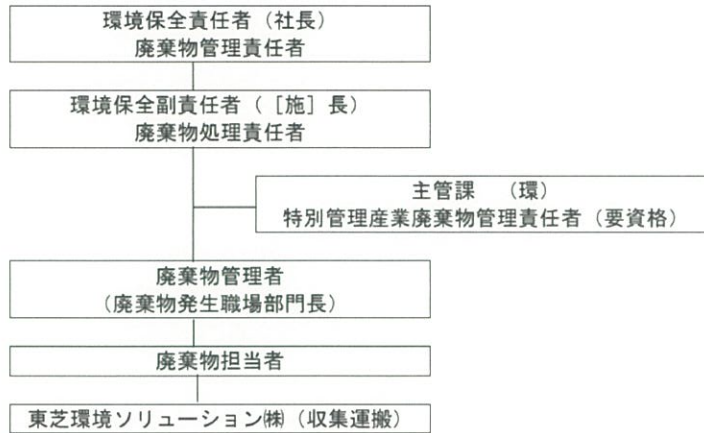 環境保全責任者（社長）
廃棄物管理責任者
環境保全副責任者（［施］長）
廃棄物処理責任者
主管課　（環）
特別管理産業廃棄物管理責任者（要資格）
廃棄物管理者
（廃棄物発生職場部門長）
廃棄物担当者
東芝環境ソリューション㈱（収集運搬）